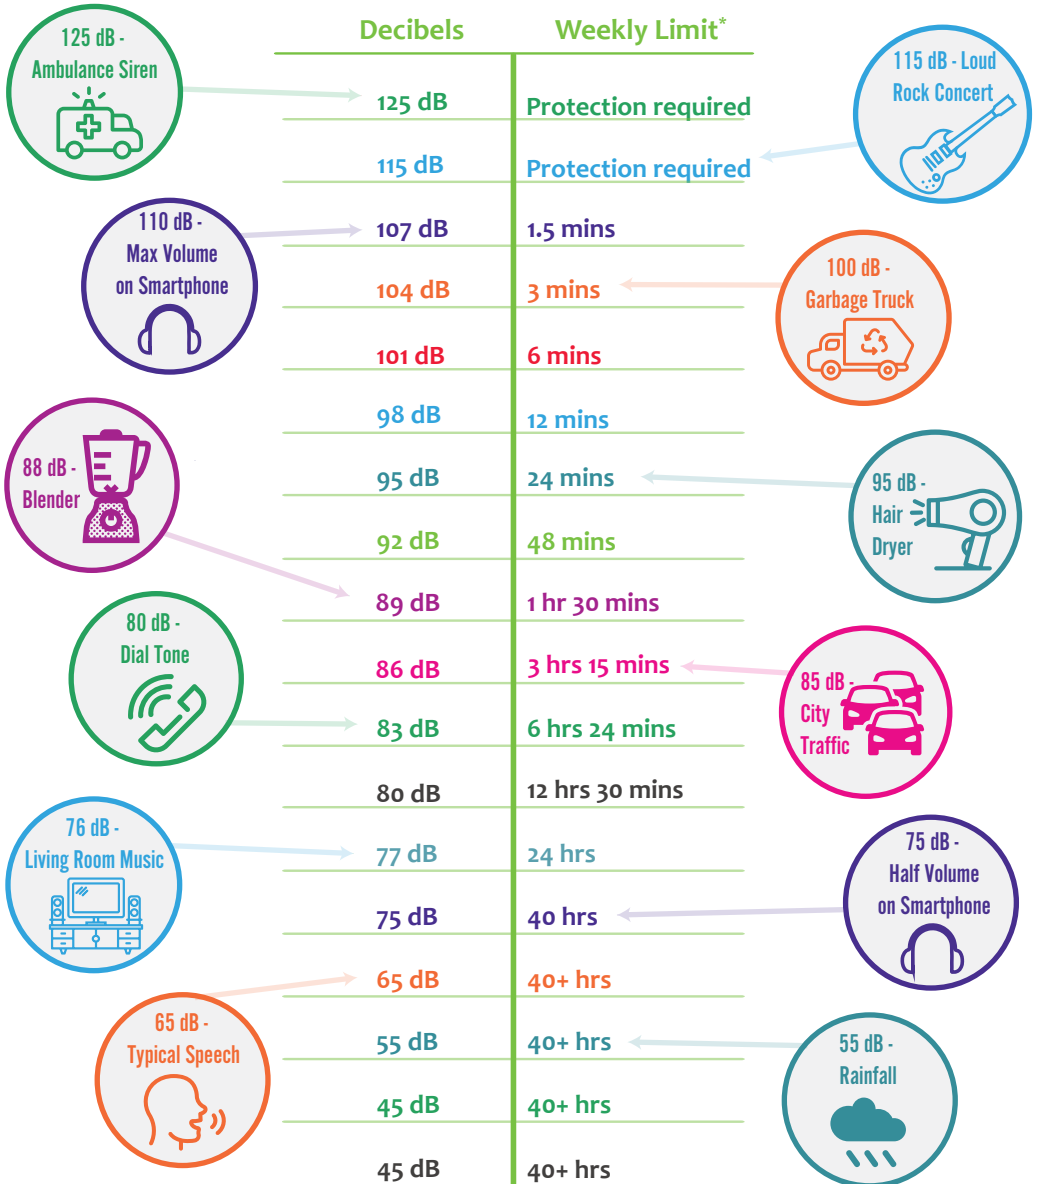 Decibels Weekly Limit*
125 dB -
Ambulance Siren
125 dB Protection required
115 dB - Loud
Rock Concert
115 dB Protection required
110 dB -
Max Volume
on Smartphone
107 dB 1.5 mins
104 dB 3 mins
100 dB -
Garbage Truck
101 dB 6 mins
98 dB 12 mins
88 dB -
Blender
95 dB 24 mins
95 dB -
Hair
Dryer
92 dB 48 mins
89 dB 1 hr 30 mins
80 dB -
Dial Tone
86 dB 3 hrs 15 mins
85 dB -
City
Traffic
83 dB 6 hrs 24 mins
80 dB 12 hrs 30 mins
76 dB -
Living Room Music
77 dB 24 hrs
75 dB -
Half Volume
on Smartphone
75 dB 40 hrs
65 dB 40+ hrs
65 dB -
Typical Speech
55 dB 40+ hrs
55 dB -
Rainfall
45 dB 40+ hrs
45 dB 40+ hrs